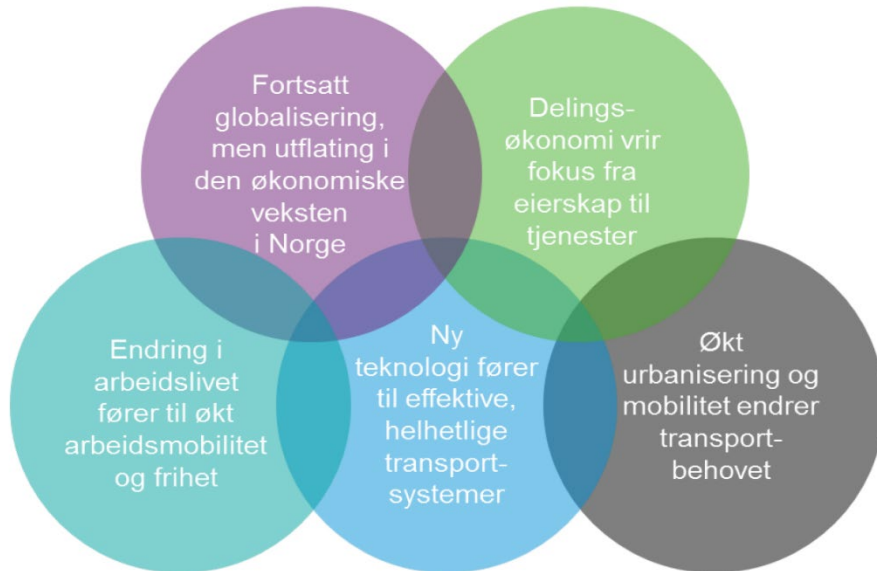 Fortsatt
globalisering,
men utflating i
den økonomiske
veksten
i Norge
Delings-
økonomi vrir
fokus fra
eierskap til
tjenester
Endring i
arbeidslivet
fører til økt
arbeidsmobilitet
og frihet
Ny
teknologi fører
til effektive,
helhetlige
transport-
systemer
Økt
urbanisering og
mobilitet endrer
transport-
behovet